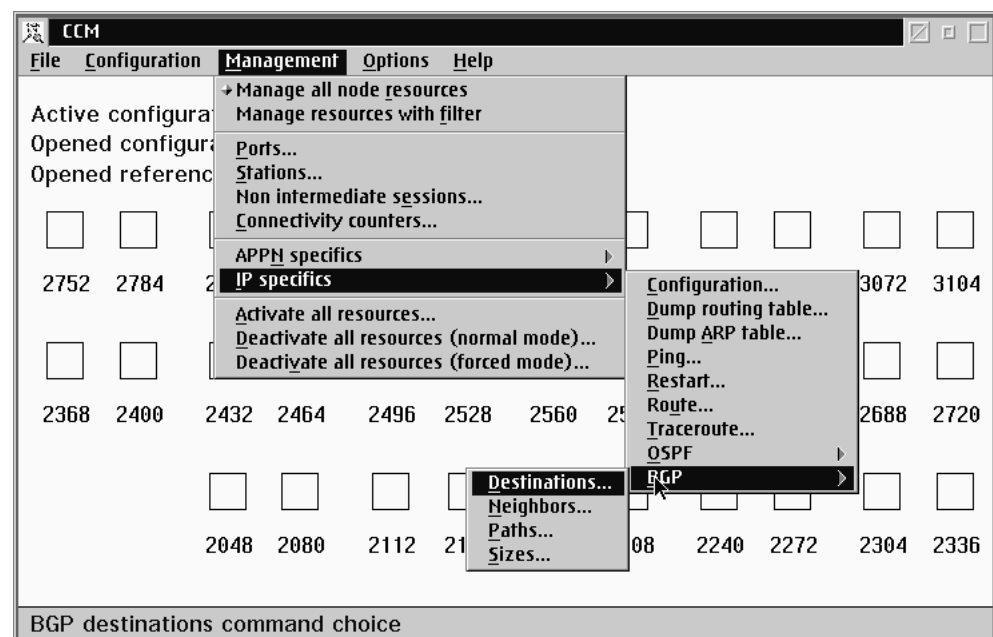 CCM
File Configuration Management Options Help
Manage all node resources
Manage resources with filter
Active configura
Opened configura
Opened referenc
Ports...
Stations...
Non intermediate sessions...
Connectivity counters...
APPN specifics
IP specifics
Activate all resources...
Deactivate all resources (normal mode)...
Deactivate all resources (forced mode)...
Configuration...
Dump routing table...
Dump ARP table...
Ping...
Restart...
Route...
Traceroute...
OSPF
BGP
Destinations...
Neighbors...
Paths...
Sizes...
2752 2784 2 3072 3104
2368 2400 2432 2464 2496 2528 2560 25 2688 2720
2048 2080 2112 21 08 2240 2272 2304 2336
BGP destinations command choice